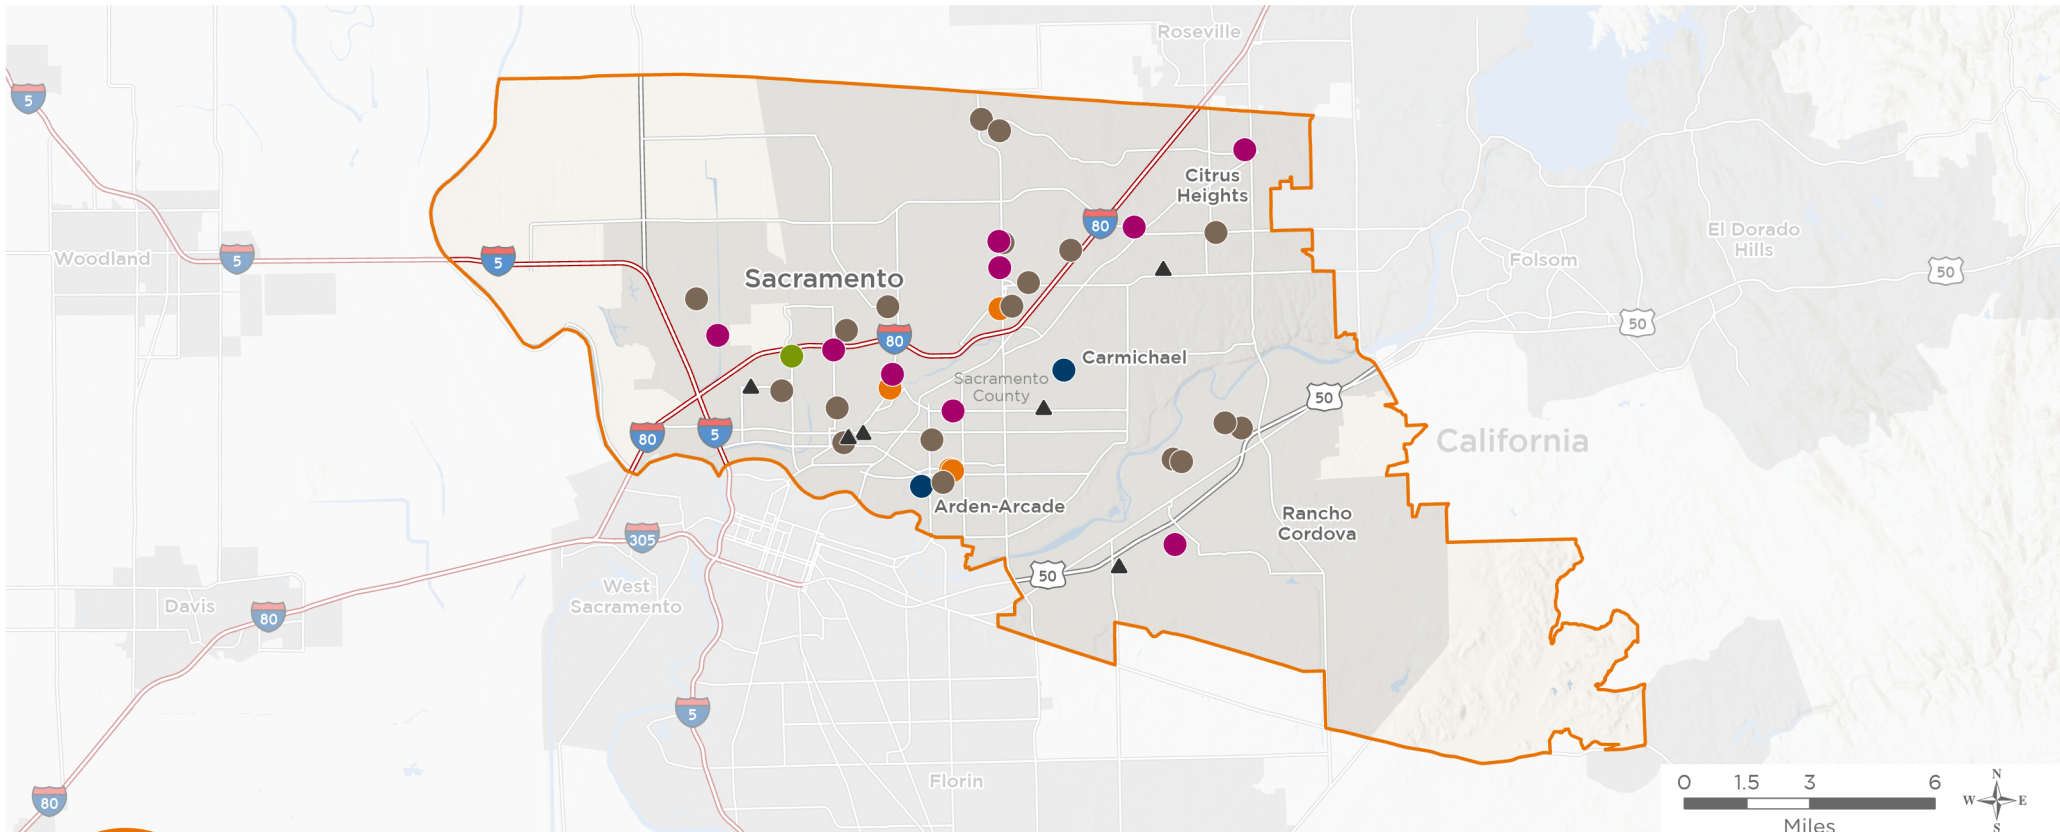 Roseville
5
Citrus
Heights
80
Woodland
5
5
El Dorado
Hills
Folsom
50
Sacramento
50
80
Carmichael
Sacramento
County
50
80
5
California
Arden-Arcade
Rancho
Cordova
305
50
West
Sacramento
Davis
80
5
Florin
80
0 1.5 3 6
Miles
N
W E
S